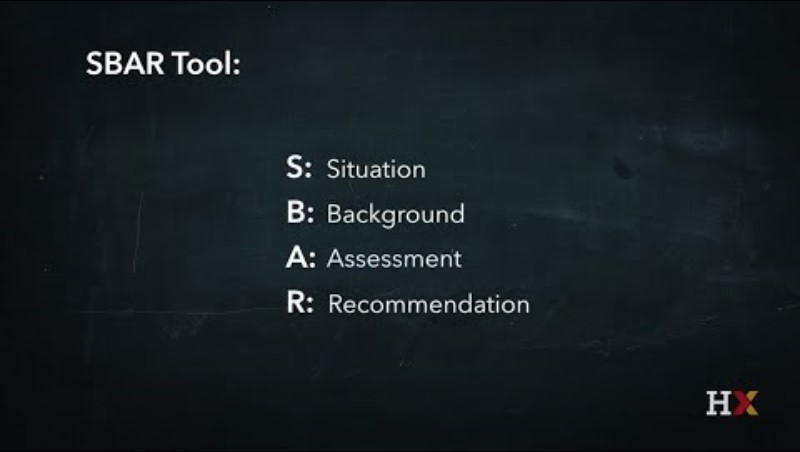 SBAR Tool:
S: Situation
B: Background
A: Assessment
R: Recommendation
HX